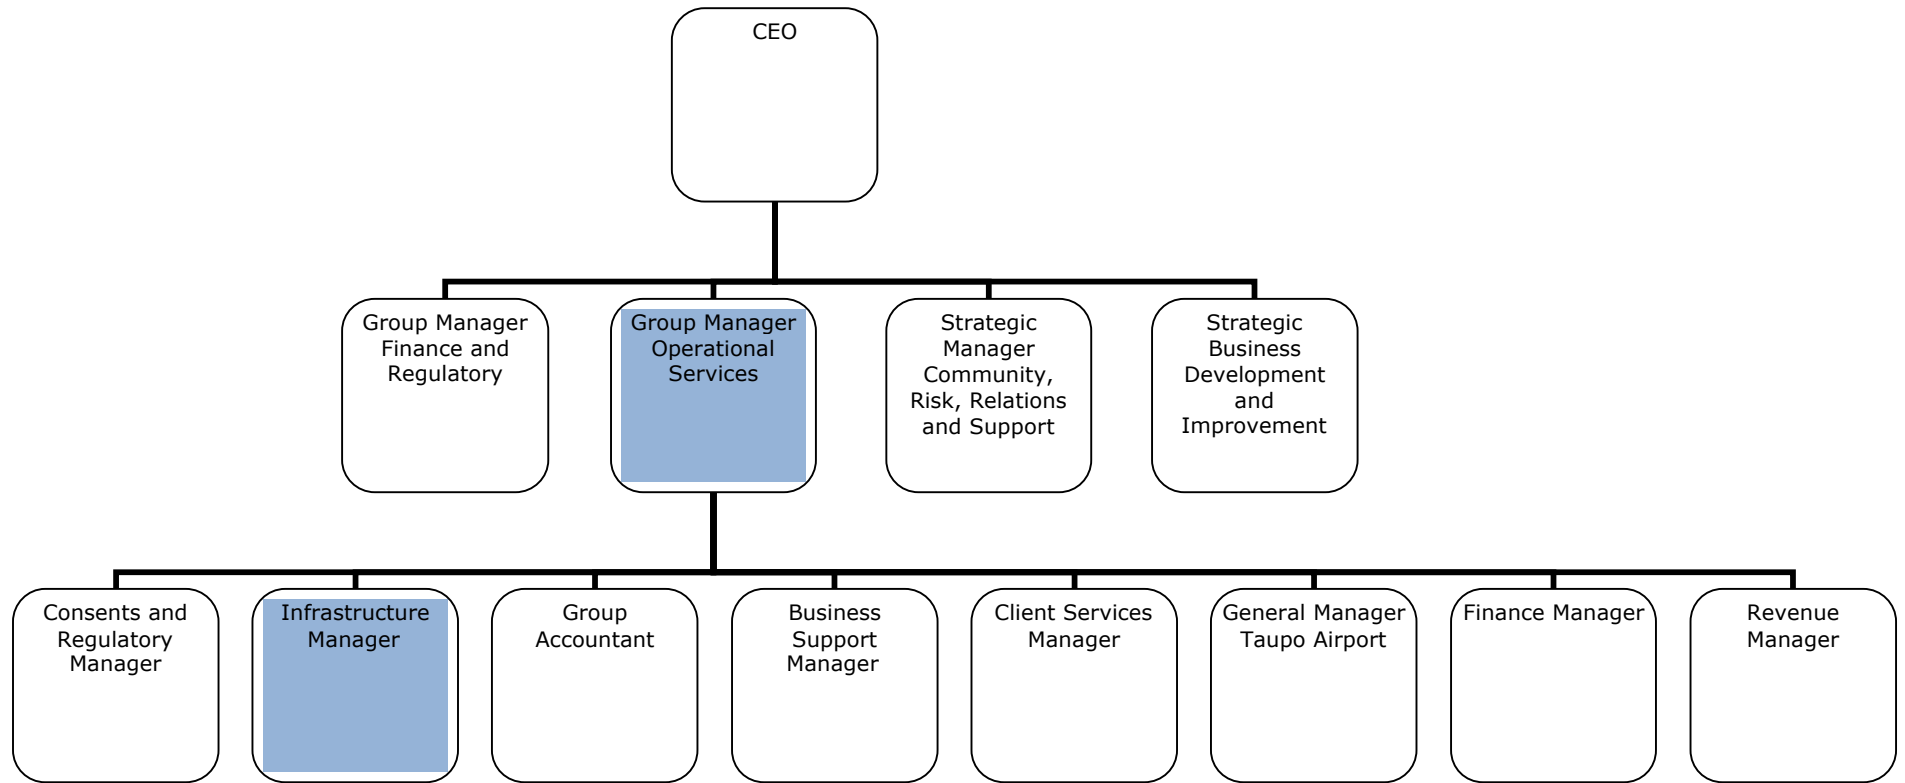 CEO
Group Manager
Finance and
Regulatory
Group Manager
Operational
Services
Strategic
Manager
Community,
Risk, Relations
and Support
Strategic
Business
Development
and
Improvement
Consents and
Regulatory
Manager
Infrastructure
Manager
Group
Accountant
Business
Support
Manager
Client Services
Manager
General Manager
Taupo Airport
Finance Manager
Revenue
Manager